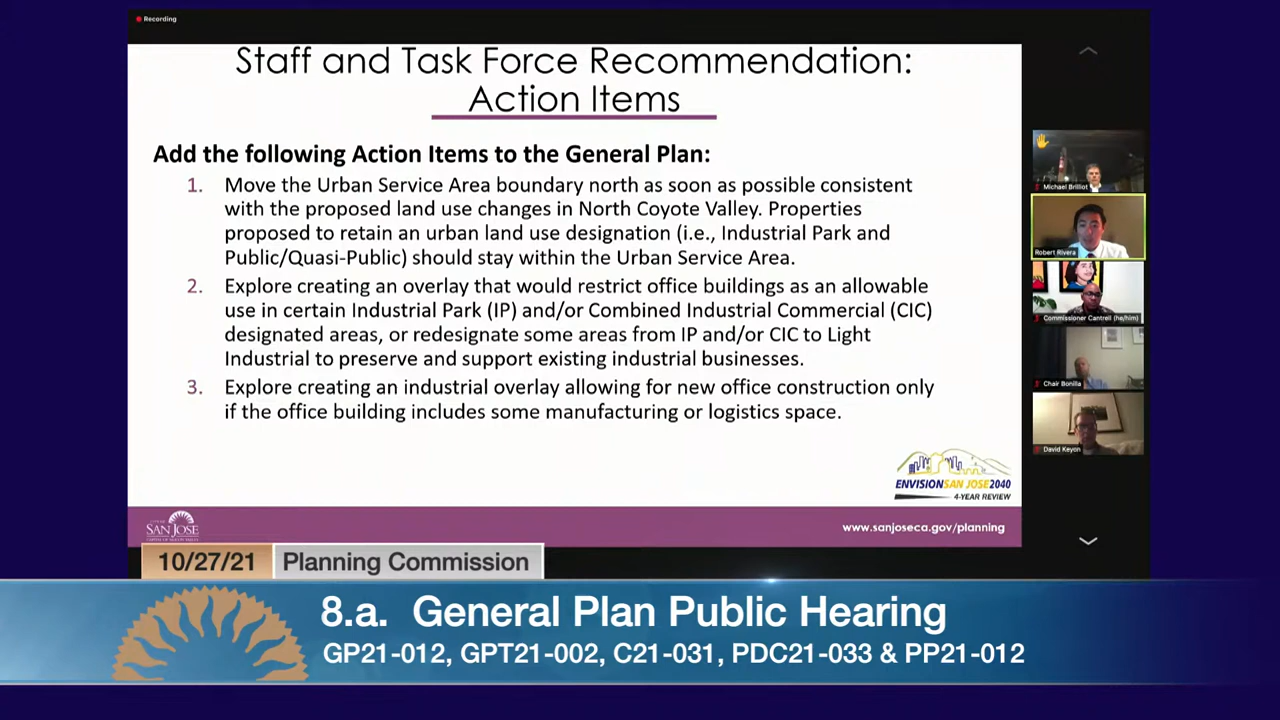 Recording
Staff and Task Force Recommendation:
Action Items
Add the following Action Items to the General Plan:
1. Move the Urban Service Area boundary north as soon as possible consistent
with the proposed land use changes in North Coyote Valley. Properties
proposed to retain an urban land use designation (i.e., Industrial Park and
Public/Quasi-Public) should stay within the Urban Service Area.
2. Explore creating an overlay that would restrict office buildings as an allowable
use in certain Industrial Park (IP) and/or Combined Industrial Commercial (CIC)
designated areas, or redesignate some areas from IP and/or CIC to Light
Industrial to preserve and support existing industrial businesses.
3. Explore creating an industrial overlay allowing for new office construction only
if the office building includes some manufacturing or logistics space.
Michael Brilliot
Robert Rivera
Commissioner Cantrell (he/him)
Chair Bonilla
David Keyon
ENVISION SAN JOSE 2040
4-YEAR REVIEW
SAN JOSE
www.sanjoseca.gov/planning
10/27/21 Planning Commission
8.a. General Plan Public Hearing
GP21-012, GPT21-002, C21-031, PDC21-033 & PP21-012